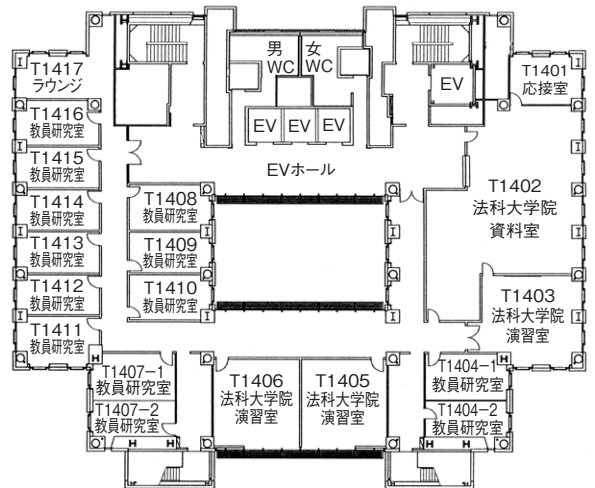 男
WC
女
WC
T1417
ラウンジ
T1401
応接室
EV
T1416
教員研究室
EV
EV
EV
T1415
教員研究室
EVホール
T1408
教員研究室
T1402
法科大学院
資料室
T1414
教員研究室
T1413
教員研究室
T1409
教員研究室
T1412
教員研究室
T1410
教員研究室
T1403
法科大学院
演習室
T1411
教員研究室
T1407-1
教員研究室
T1407-2
教員研究室
T1406
法科大学院
演習室
T1405
法科大学院
演習室
T1404-1
教員研究室
T1404-2
教員研究室